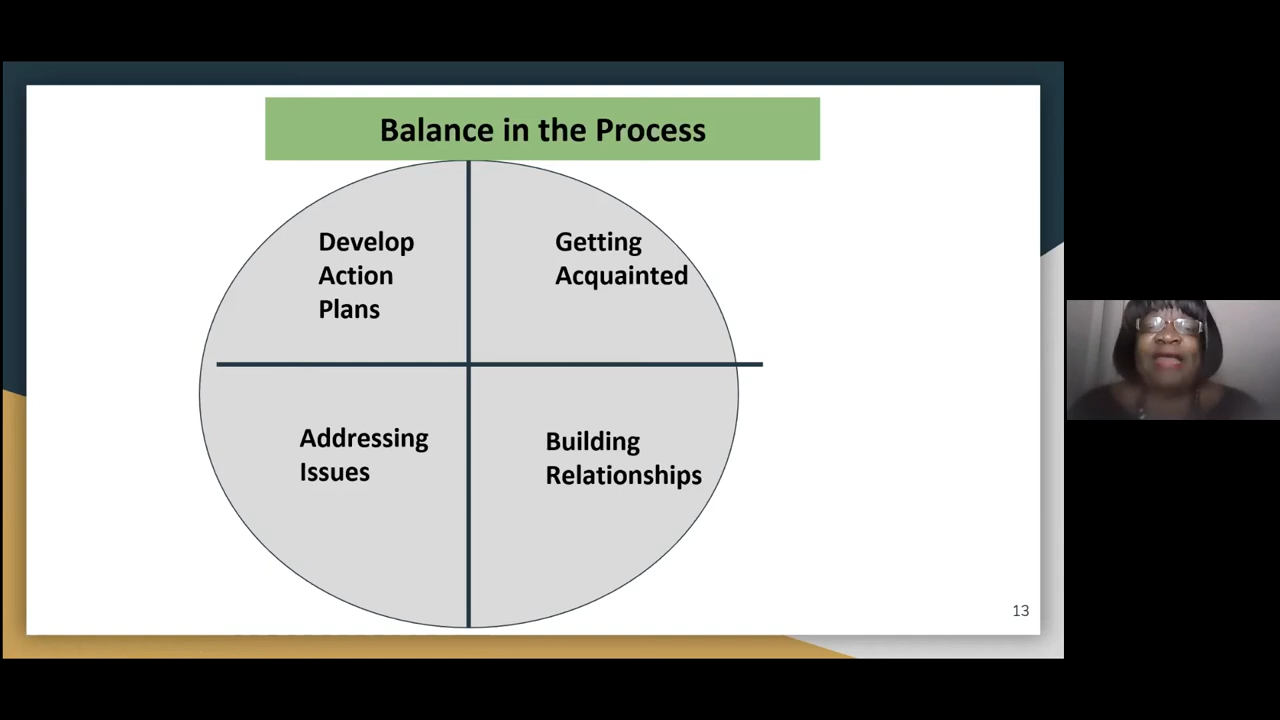 Balance in the Process
Develop
Action
Plans
Getting
Acquainted
Addressing
Issues
Building
Relationships
13